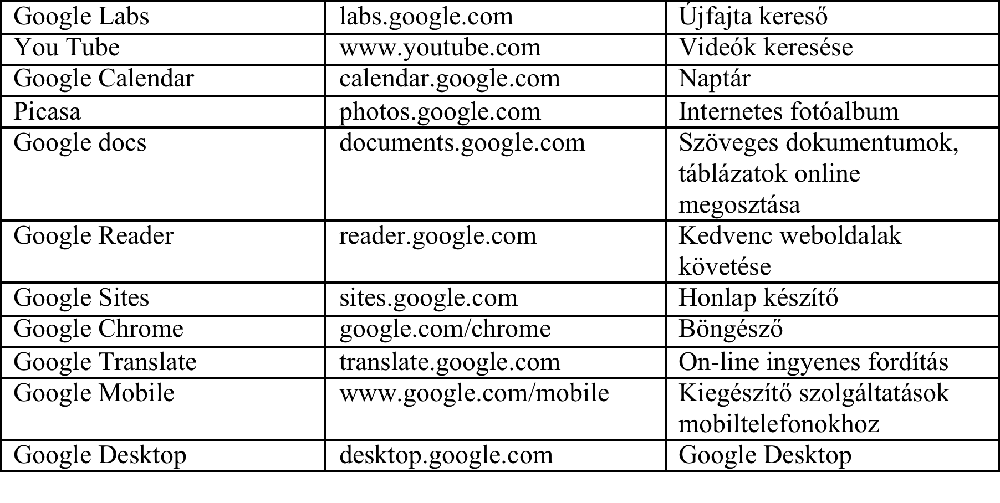 Google Labs labs.google.com Újfajta kereső
You Tube www.youtube.com Videók keresése
Google Calendar calendar.google.com Naptár
Picasa photos.google.com Internetes fotóalbum
Google docs documents.google.com Szöveges dokumentumok,
táblázatok online
megosztása
Google Reader reader.google.com Kedvenc weboldalak
követése
Google Sites sites.google.com Honlap készítő
Google Chrome google.com/chrome Böngésző
Google Translate translate.google.com On-line ingyenes fordítás
Google Mobile www.google.com/mobile Kiegészítő szolgáltatások
mobiltelefonokhoz
Google Desktop desktop.google.com Google Desktop